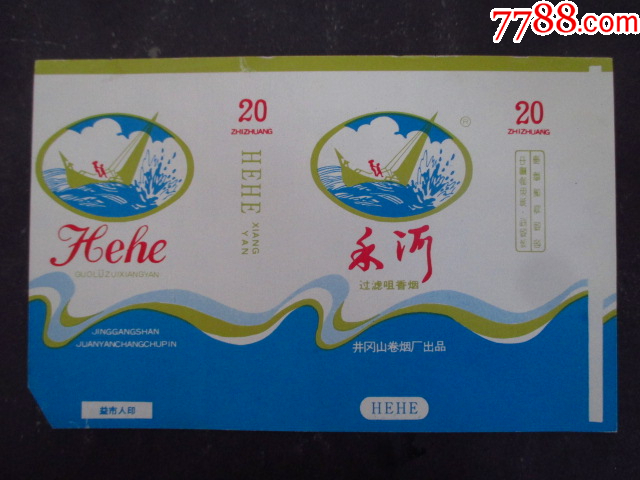 7788.com
20
ZHIZHUANG
HEHE XIANG YAN
Hehe
GUOLÜZUIXIANGYAN
JINGGANGSHAN
JUANYANCHANGCHUPIN
益市人印
®
禾河
过滤咀香烟
井冈山卷烟厂出品
HEHE
20
ZHIZHUANG